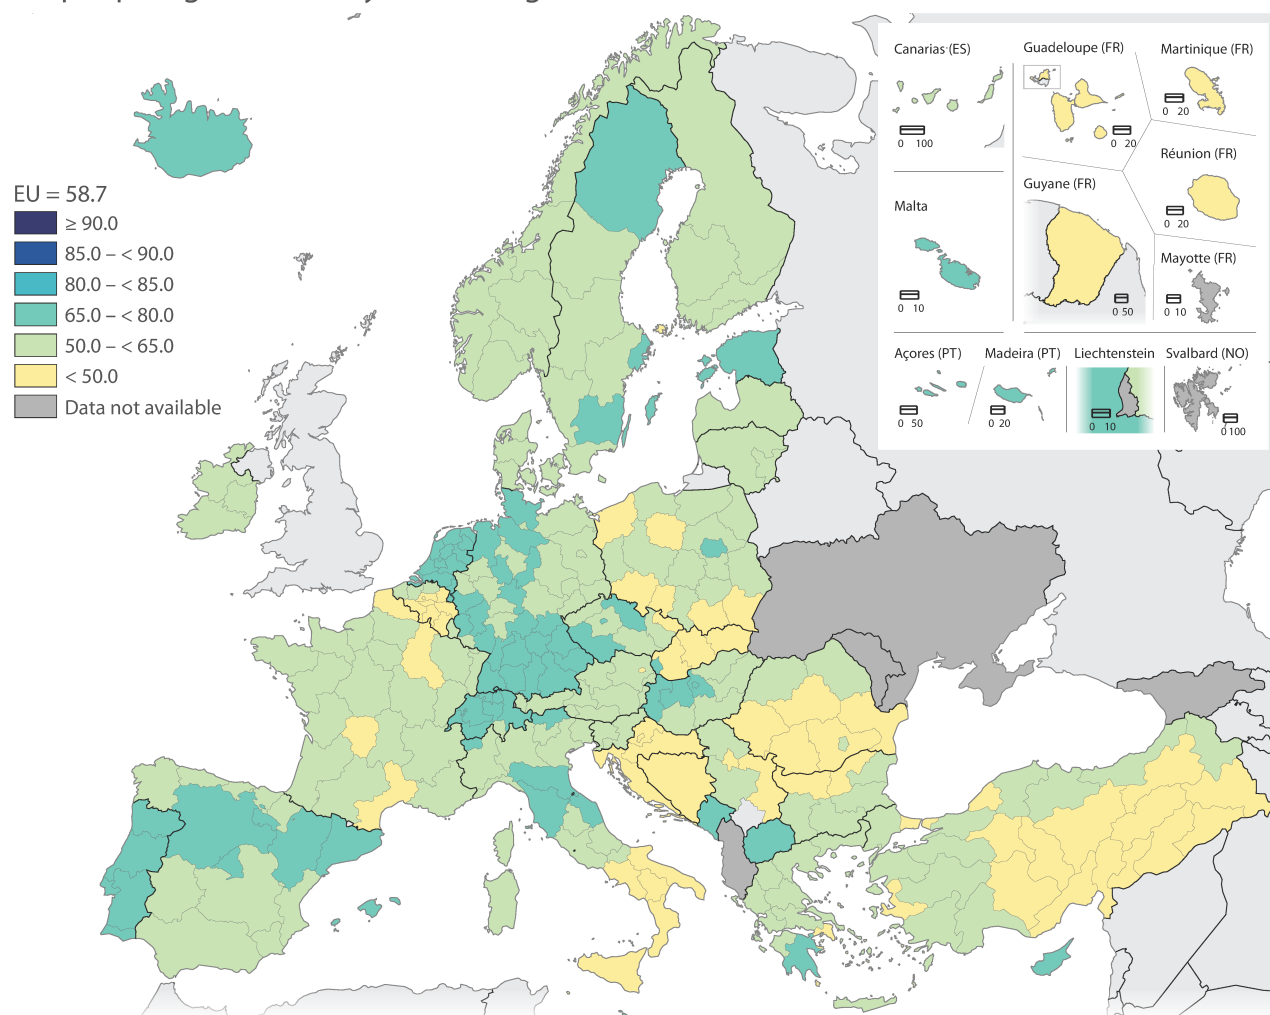 EU = 58.7
≥ 90.0
85.0 – < 90.0
80.0 – < 85.0
65.0 – < 80.0
50.0 – < 65.0
< 50.0
Data not available
Canarias (ES)
0 100
Guadeloupe (FR)
0 20
Martinique (FR)
0 20
Réunion (FR)
0 20
Guyane (FR)
0 50
Malta
0 10
Mayotte (FR)
0 10
Açores (PT)
0 50
Madeira (PT)
0 20
Liechtenstein
0 10
Svalbard (NO)
0 100